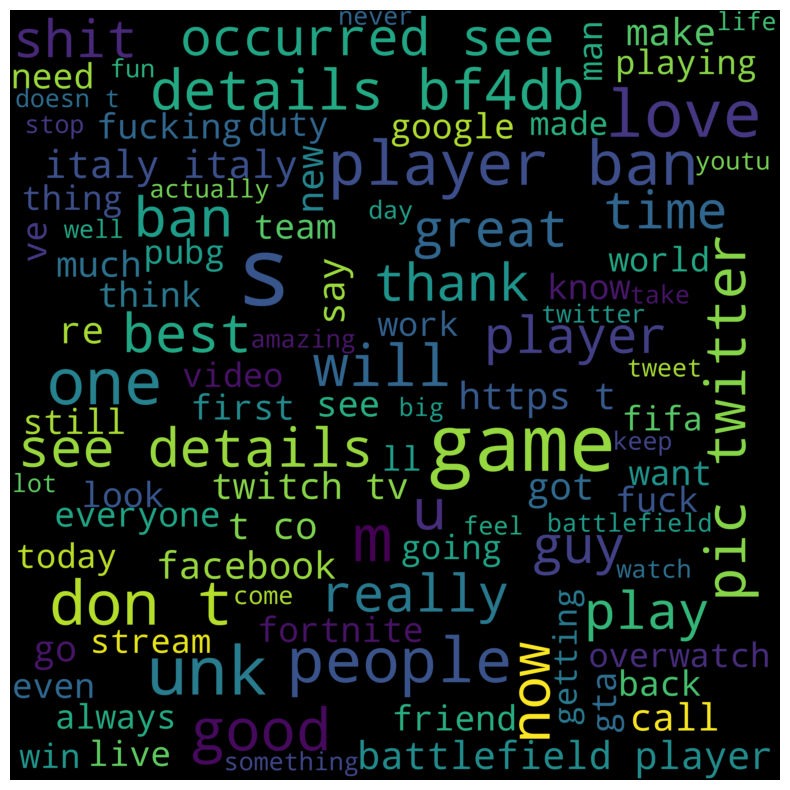 never
life
shit
occurred see
man
make
need
fun
details bf4db
playing
doesn t
love
stop
fucking
duty
google
made
italy italy
new
player ban
youtu
thing
actually
ban
team
day
great
time
ve
well
pubg
s
say
world
much
think
thank
know
take
pic twitter
re
best
amazing
work
twitter
player
one
video
will
tweet
still
first
see
big
https t
fifa
see details
ll
game
keep
lot
look
twitch tv
got
want
fuck
everyone
t co
m
u
feel
battlefield
today
facebook
going
guy
watch
don t
come
really
play
go
stream
fortnite
now
getting
overwatch
even
unk
people
gta
back
always
good
friend
call
win
live
something
battlefield player